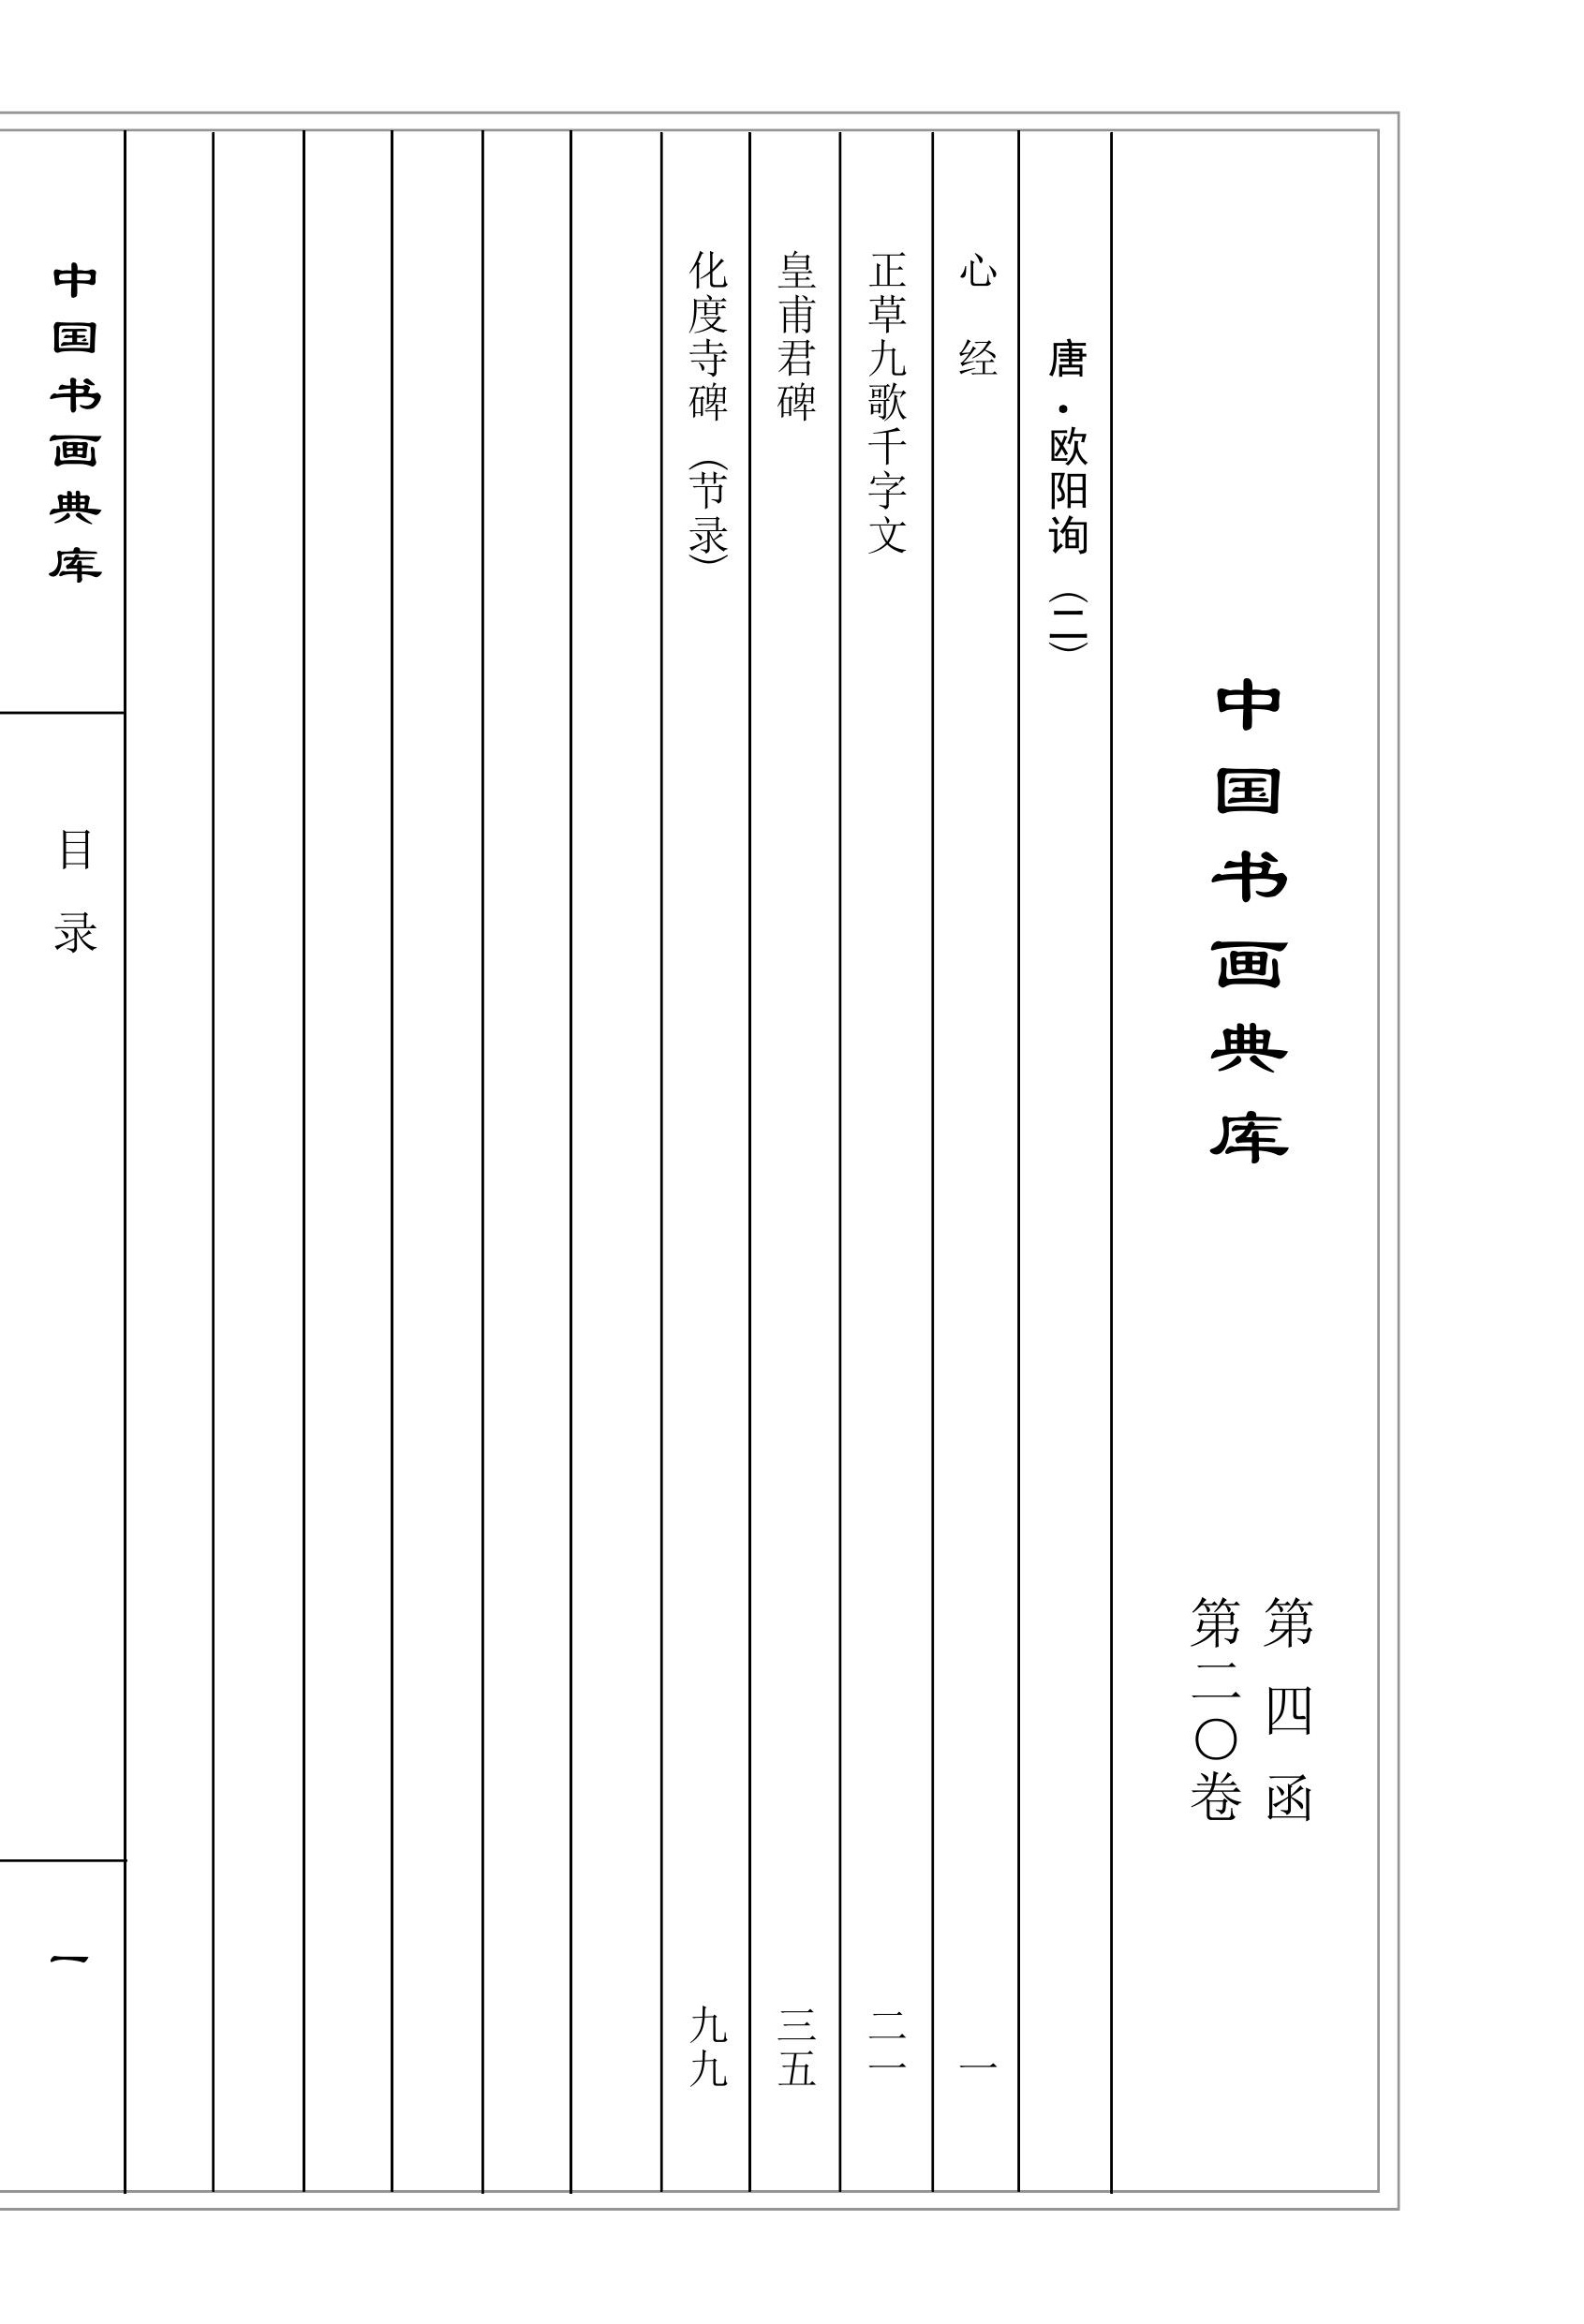 中国书画典库
第四函
第二〇卷
唐·欧阳询（二）
心经 一
正草九歌千字文 二一
皇甫君碑 三五
化度寺碑（节录） 九九
中国书画典库
目录
一